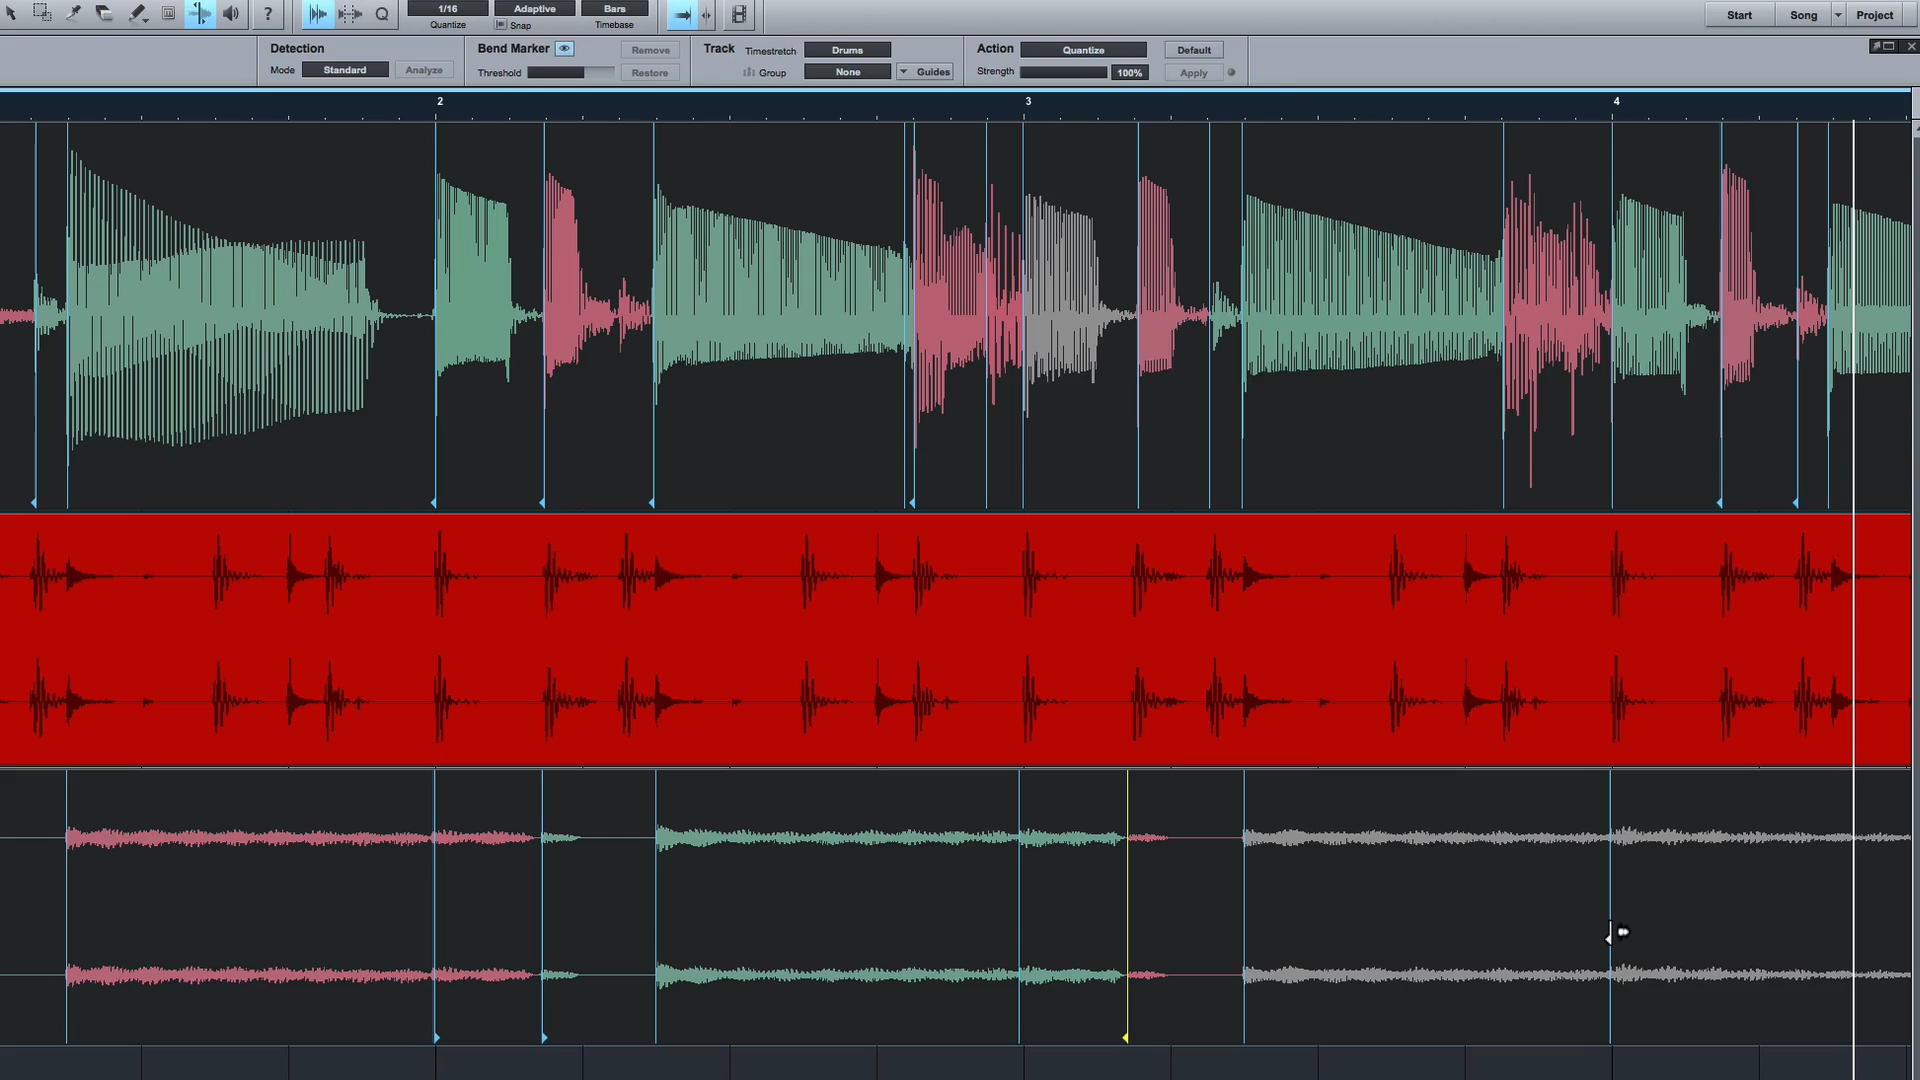 1/16 Adaptive Bars Start Song Project
Quantize Snap Timebase
?
Q
Detection Bend Marker Remove Track Timestretch Drums Action Quantize Default
Mode Standard Analyze Threshold Restore Group None Guides Strength 100% Apply
2 3 4